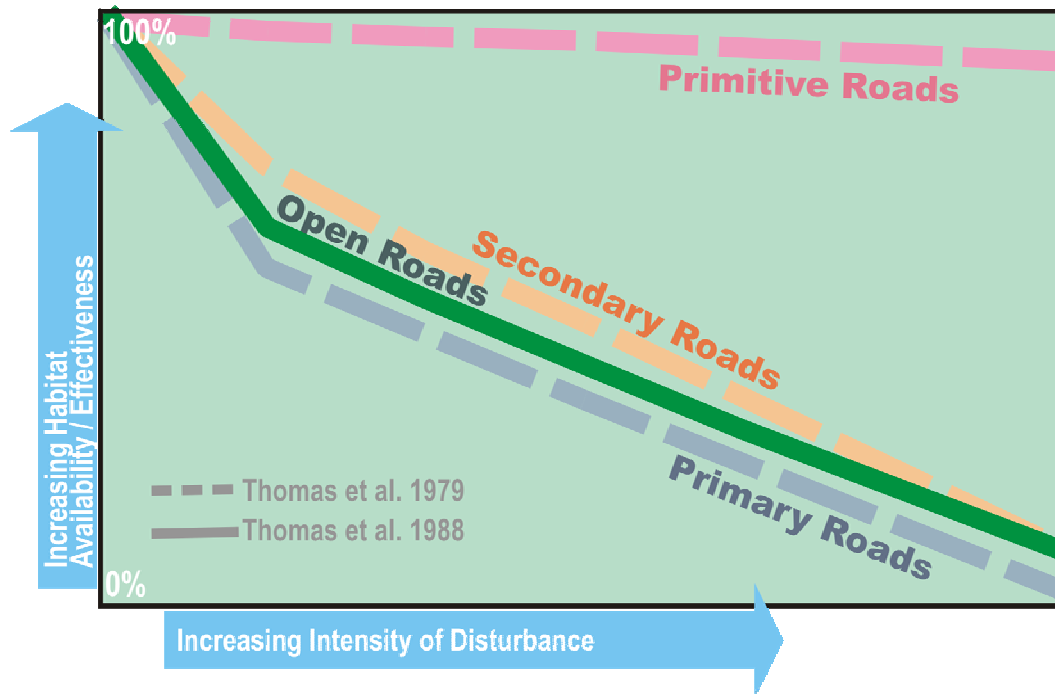 100%
Primitive Roads
Open Roads
Secondary Roads
Primary Roads
Increasing Habitat
Availability / Effectiveness
Thomas et al. 1979
Thomas et al. 1988
0%
Increasing Intensity of Disturbance